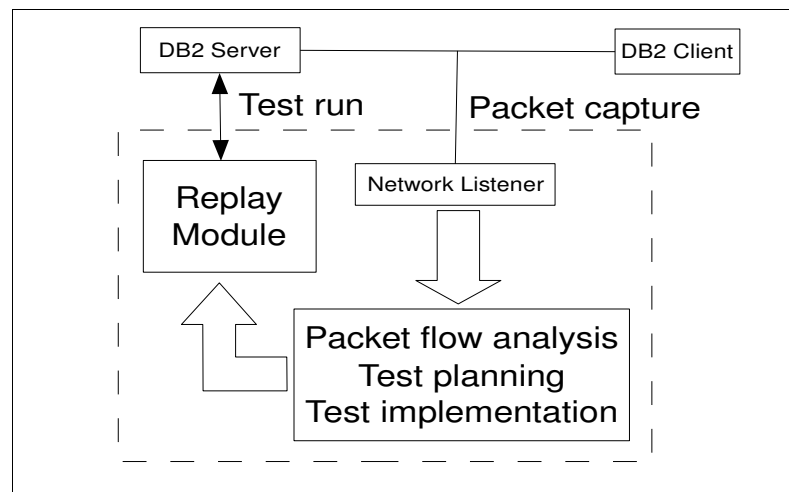 DB2 Server
DB2 Client
Test run
Packet capture
Replay
Module
Network Listener
Packet flow analysis
Test planning
Test implementation